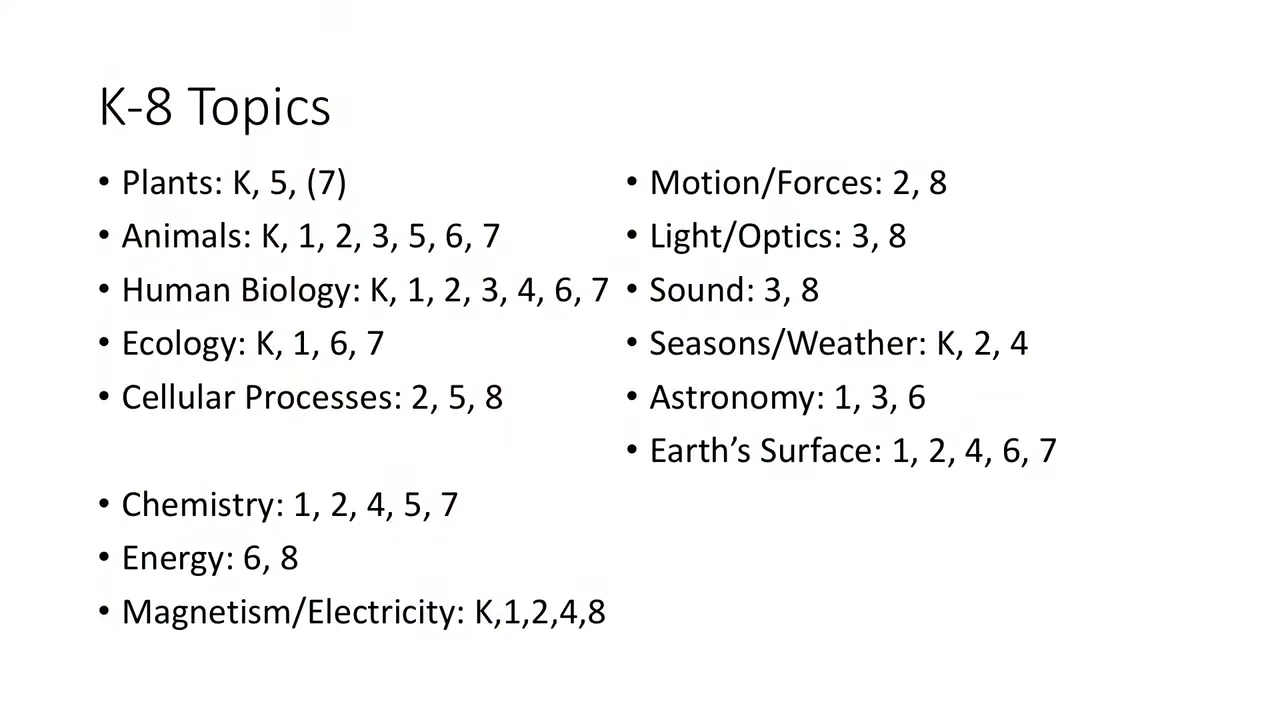 K-8 Topics
• Plants: K, 5, (7)
• Animals: K, 1, 2, 3, 5, 6, 7
• Human Biology: K, 1, 2, 3, 4, 6, 7
• Ecology: K, 1, 6, 7
• Cellular Processes: 2, 5, 8
• Chemistry: 1, 2, 4, 5, 7
• Energy: 6, 8
• Magnetism/Electricity: K,1,2,4,8
• Motion/Forces: 2, 8
• Light/Optics: 3, 8
• Sound: 3, 8
• Seasons/Weather: K, 2, 4
• Astronomy: 1, 3, 6
• Earth’s Surface: 1, 2, 4, 6, 7